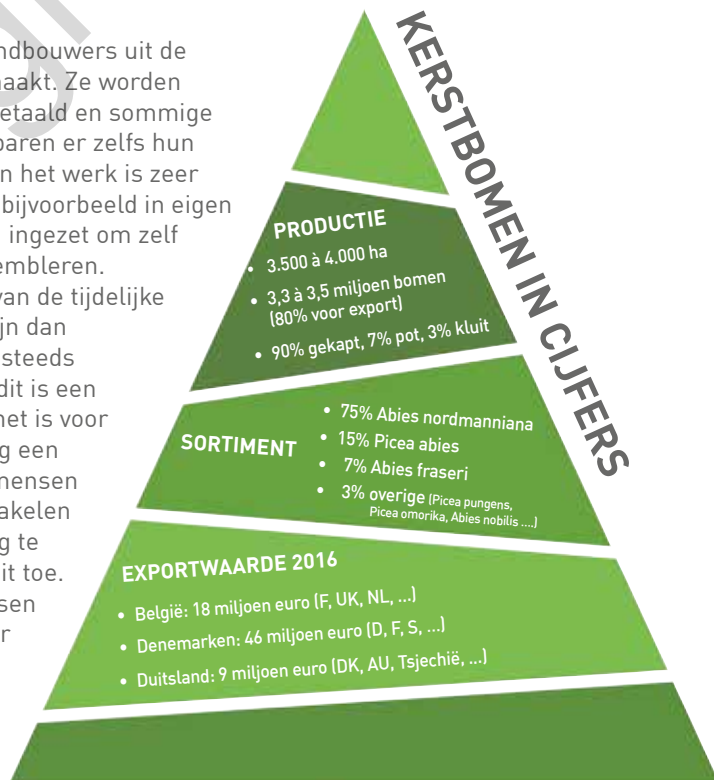 ndbouwers uit de
aakt. Ze worden
etaald en sommige
paren er zelfs hun
n het werk is zeer
bijvoorbeeld in eigen
ingezet om zelf
embleren.
van de tijdelijke
ijn dan
steeds
dit is een
het is voor
g een
mensen
akelen
g te
it toe.
sen
r
KERSTBOMEN IN CIJFERS
PRODUCTIE
• 3.500 à 4.000 ha
• 3,3 à 3,5 miljoen bomen
(80% voor export)
• 90% gekapt, 7% pot, 3% kluit
SORTIMENT
• 75% Abies nordmanniana
• 15% Picea abies
• 7% Abies fraseri
• 3% overige (Picea pungens,
Picea omorika, Abies nobilis ....)
EXPORTWAARDE 2016
• België: 18 miljoen euro (F, UK, NL, ...)
• Denemarken: 46 miljoen euro (D, F, S, ...)
• Duitsland: 9 miljoen euro (DK, AU, Tsjechië, ...)